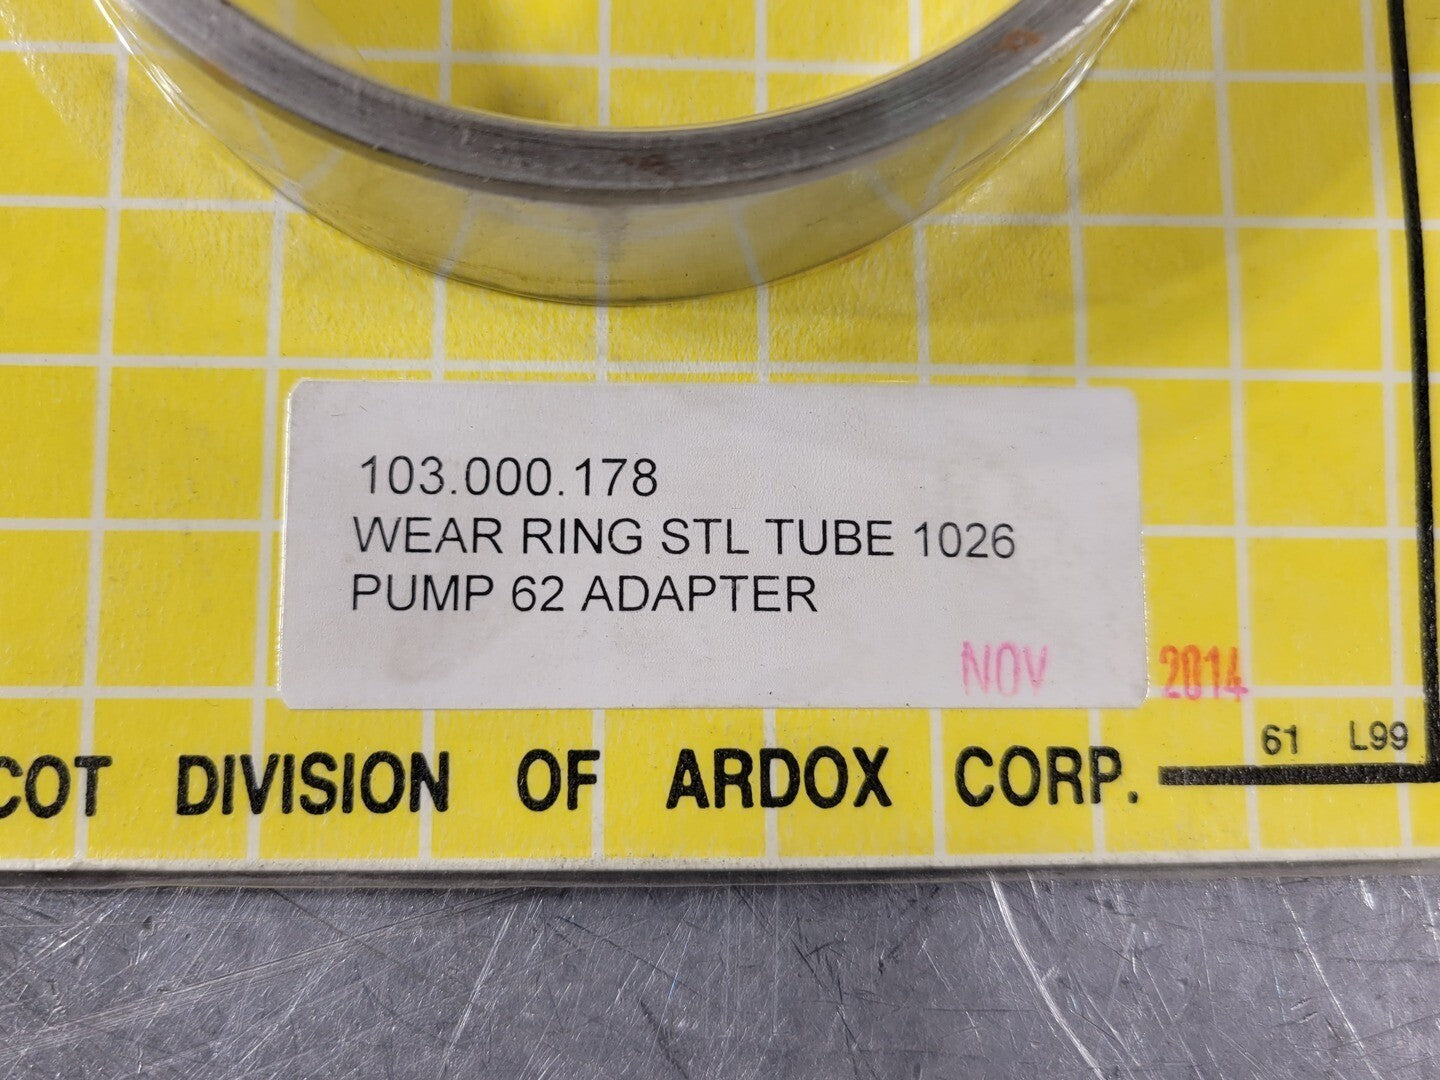 103.000.178
WEAR RING STL TUBE 1026
PUMP 62 ADAPTER
NOV 2014
61 L99
COT DIVISION OF ARDOX CORP.